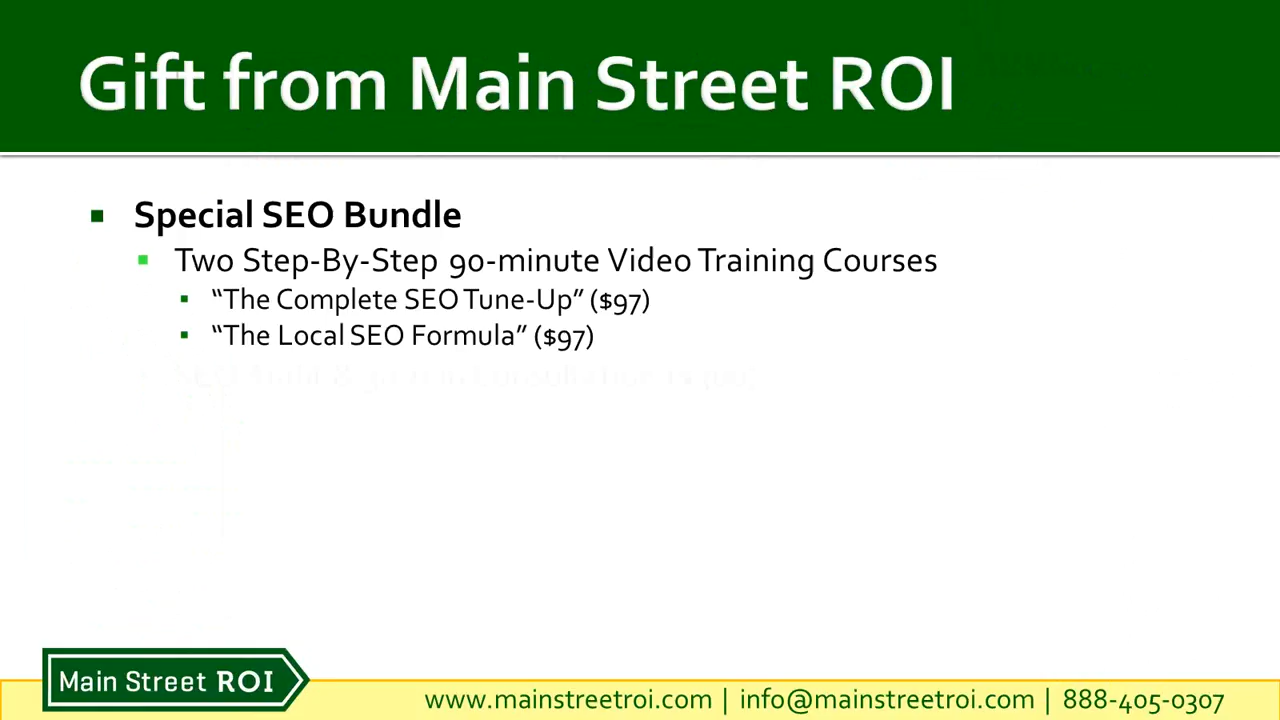 Gift from Main Street ROI
Special SEO Bundle
Two Step-By-Step 90-minute Video Training Courses
“The Complete SEO Tune-Up” ($97)
“The Local SEO Formula” ($97)
Main Street ROI
www.mainstreetroi.com | info@mainstreetroi.com | 888-405-0307